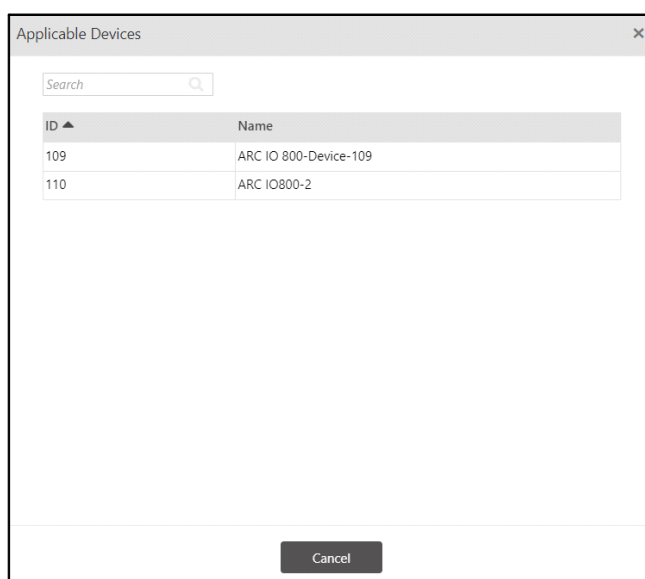 Applicable Devices
Search
ID Name
109 ARC IO 800-Device-109
110 ARC IO800-2
Cancel